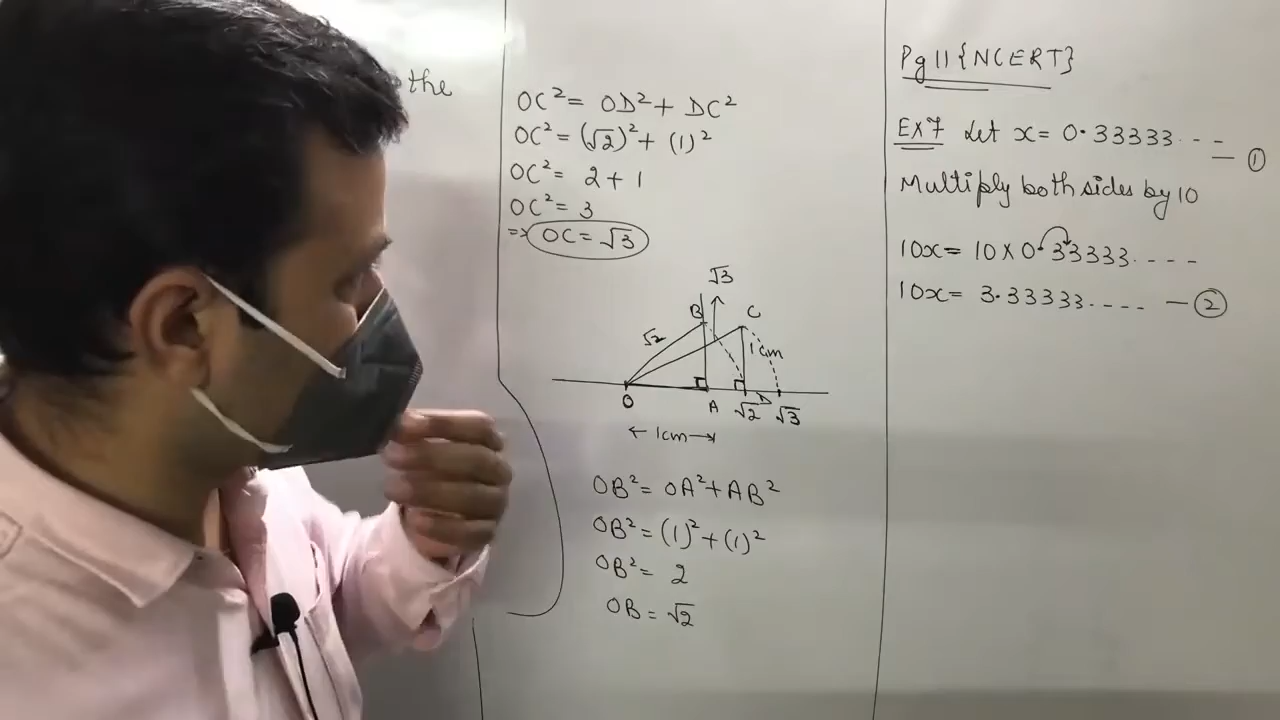 the
OC² = OD² + DC²
OC² = (√2)² + (1)²
OC² = 2 + 1
OC² = 3
=> OC = √3
√3
B C
√2
1cm
O A √2 D √3
← 1cm →
OB² = OA² + AB²
OB² = (1)² + (1)²
OB² = 2
OB = √2
Pg 11 {NCERT}
EX 7 Let x = 0.33333... — ①
Multiply both sides by 10
10x = 10 × 0.33333....
10x = 3.33333.... — ②